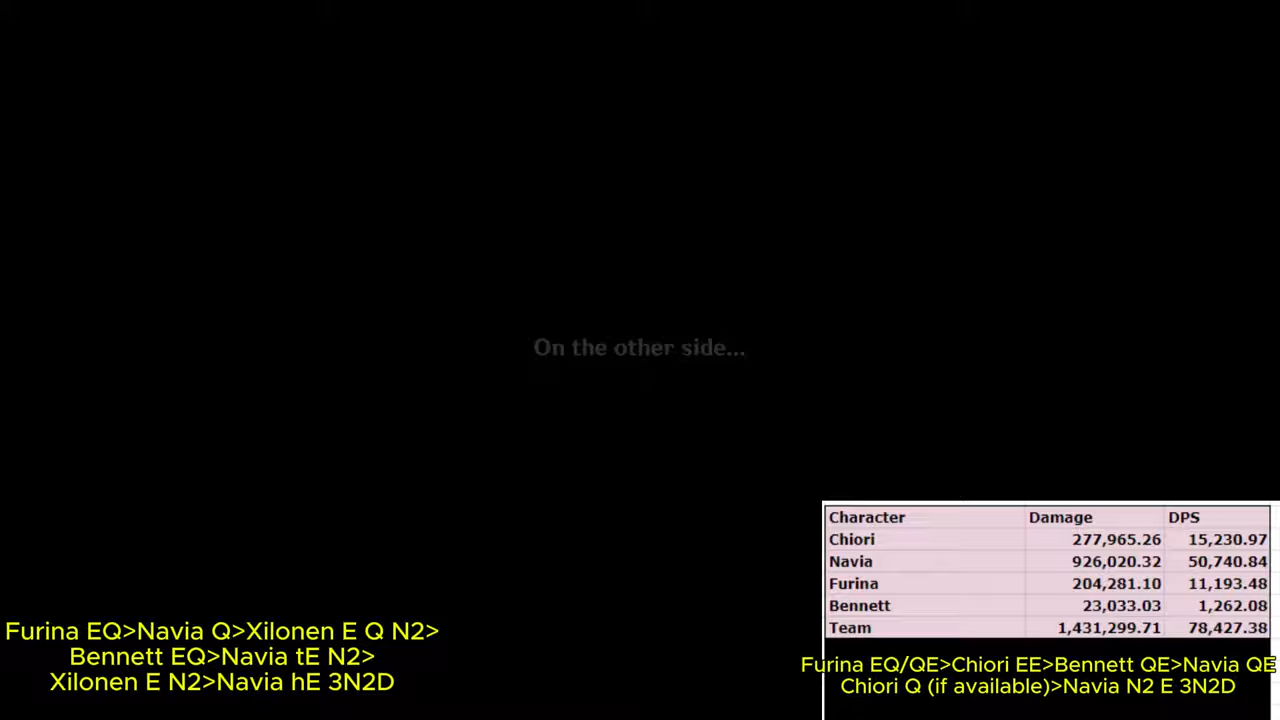 On the other side...
Character Damage DPS
Chiori 277,965.26 15,230.97
Navia 926,020.32 50,740.84
Furina 204,281.10 11,193.48
Bennett 23,033.03 1,262.08
Team 1,431,299.71 78,427.38
Furina EQ>Navia Q>Xilonen E Q N2>
Bennett EQ>Navia tE N2>
Xilonen E N2>Navia hE 3N2D
Furina EQ/QE>Chiori EE>Bennett QE>Navia QE
Chiori Q (if available)>Navia N2 E 3N2D